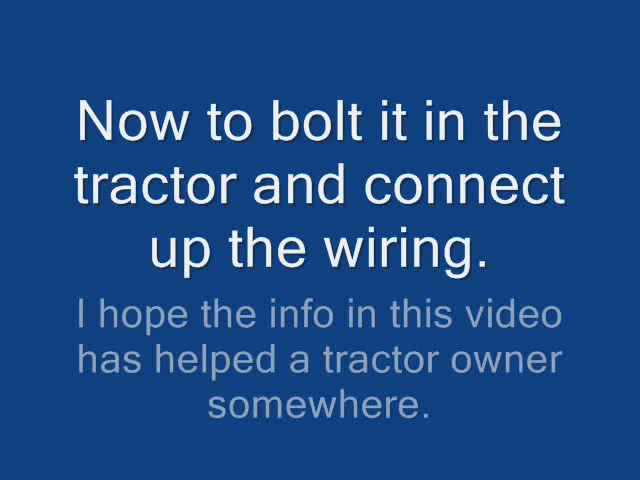 Now to bolt it in the
tractor and connect
up the wiring.
I hope the info in this video
has helped a tractor owner
somewhere.